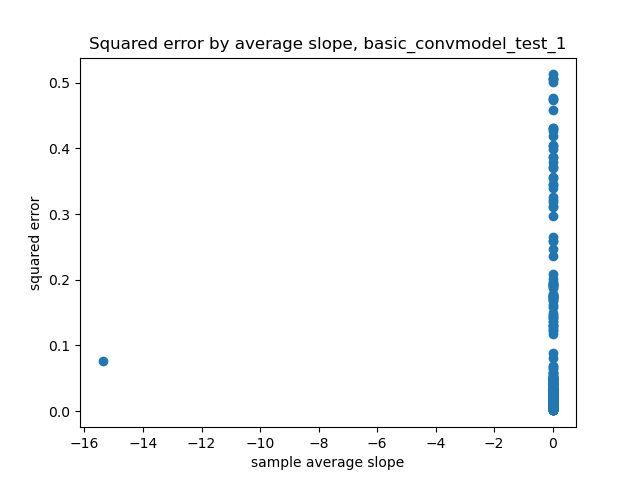 Squared error by average slope, basic_convmodel_test_1
squared error
0.5
0.4
0.3
0.2
0.1
0.0
−16 −14 −12 −10 −8 −6 −4 −2 0
sample average slope